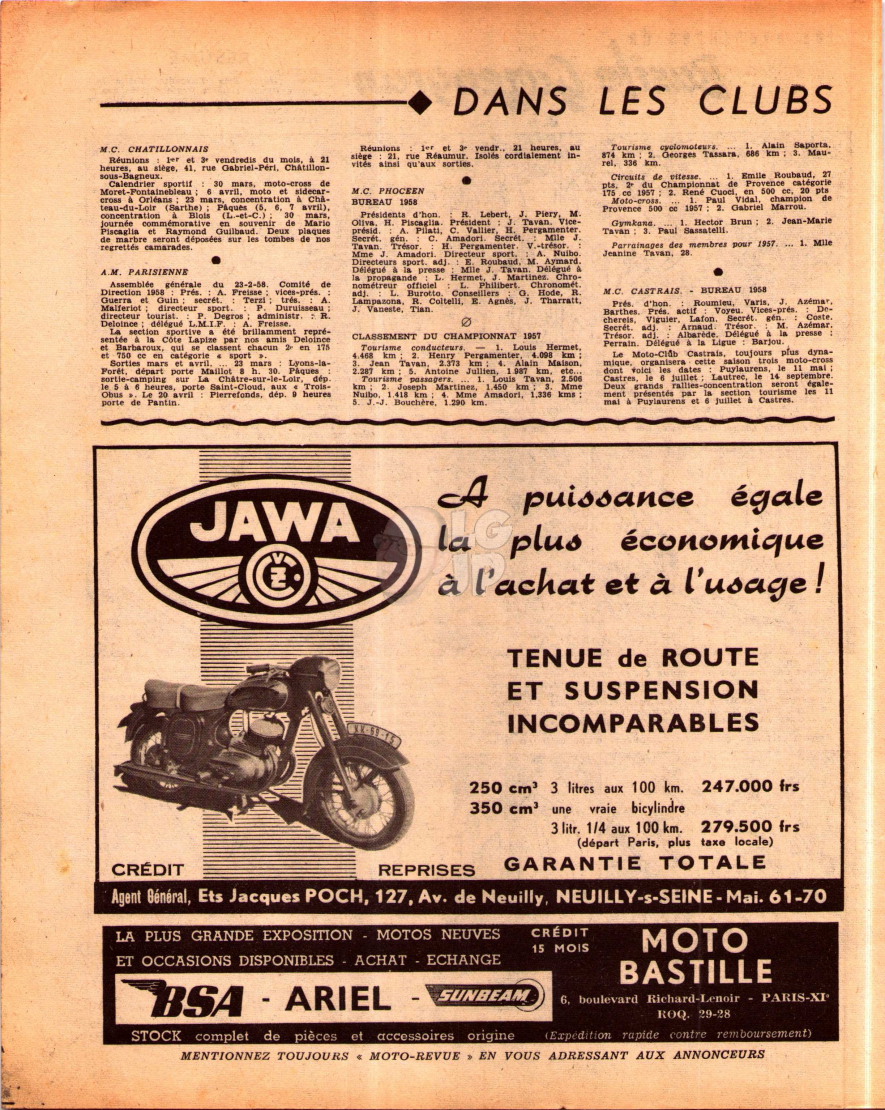 DANS LES CLUBS
M.C. CHATILLONNAIS
Réunions : 1er et 3e vendredis du mois, à 21
heures, au siège, 41, rue Gabriel-Péri, Châtillon-
sous-Bagneux.
Calendrier sportif : 30 mars, moto-cross de
Moret-Fontainebleau ; 6 avril, moto et sidecar-
cross à Orléans ; 23 mars, concentration à Châ-
teau-du-Loir (Sarthe) ; Pâques (5, 6, 7 avril),
concentration à Blois (L.-et-C.) ; 30 mars,
journée commémorative en souvenir de Mario
Piscaglia et Raymond Guilbaud. Deux plaques
de marbre seront déposées sur les tombes de nos
regrettés camarades.
A.M. PARISIENNE
Assemblée générale du 23-2-58. Comité de
Direction 1958 : Prés. : A. Freisse ; vices-prés. :
Guerra et Guin ; secrét. : Terzi ; trés. : A.
Malferiot ; directeur sport. : P. Duruisseau ;
directeur tourist. : P. Degros ; administr. : R.
Deloince ; délégué L.M.I.F. : A. Freisse.
La section sportive a été brillamment repré-
sentée à la Côte Lapize par nos amis Deloince
et Barbaroux, qui se classent chacun 2e en 175
et 750 cc en catégorie « sport ».
Sorties mars et avril. ... 23 mars : Lyons-la-
Forêt, départ porte Maillot 8 h. 30. Pâques :
sortie-camping sur La Châtre-sur-le-Loir, dép.
le 5 à 6 heures, porte Saint-Cloud, aux « Trois-
Obus ». Le 20 avril : Pierrefonds, dép. 9 heures
porte de Pantin.
Réunions : 1er et 3e vendr., 21 heures, au
siège : 21, rue Réaumur. Isolés cordialement in-
vités ainsi qu'aux sorties.
M.C. PHOCEEN
BUREAU 1958
Présidents d'hon. : R. Lebert, J. Piery, M.
Oliva, H. Piscaglia. Président : J. Tavan. Vice-
présid. : A. Pilati, C. Vallier, H. Pergamenter.
Secrét. gén. : C. Amadori. Secrét. : Mlle J.
Tavan. Trésor. : H. Pergamenter. V.-trésor. :
Mme J. Amadori. Directeur sport. : A. Nuibo.
Directeurs sport. adj. : E. Roubaud, M. Aymard.
Délégué à la presse : Mlle J. Tavan. Délégué à
la propagande : L. Hermet, J. Martinez. Chro-
nométreur officiel : L. Philibert. Chronomét.
adj. : L. Burotto. Conseillers : G. Hode, R.
Lampazona, R. Coltelli, E. Agnès, J. Tharratt,
J. Vaneste, Tian.
CLASSEMENT DU CHAMPIONNAT 1957
Tourisme conducteurs. — 1. Louis Hermet,
4.468 km ; 2. Henry Pergamenter, 4.098 km ;
3. Jean Tavan, 2.373 km ; 4. Alain Maison,
2.287 km ; 5. Antoine Jullien, 1.987 km, etc...
Tourisme passagers. ... 1. Louis Tavan, 2.506
km ; 2. Joseph Martinez, 1.450 km ; 3. Mme
Nuibo, 1.418 km ; 4. Mme Amadori, 1,336 kms ;
5. J.-J. Bouchère, 1.290 km.
Tourisme cyclomoteurs. ... 1. Alain Saporta,
874 km ; 2. Georges Tassara, 686 km ; 3. Mau-
rel, 336 km.
Circuits de vitesse. ... 1. Emile Roubaud, 27
pts, 2e du Championnat de Provence catégorie
175 cc 1957 ; 2. René Cuoci, en 500 cc, 20 pts
Moto-cross. ... 1. Paul Vidal, champion de
Provence 500 cc 1957 ; 2. Gabriel Marrou.
Gymkana. ... 1. Hector Brun ; 2. Jean-Marie
Tavan ; 3. Paul Sassatelli.
Parrainages des membres pour 1957. ... 1. Mlle
Jeanine Tavan, 28.
M.C. CASTRAIS. - BUREAU 1958
Prés. d'hon. : Roumieu, Varis, J. Azémar,
Barthes. Prés. actif : Voyeu. Vices-prés. : De-
chereis, Viguier, Lafon. Secrét. gén. : Coste.
Secrét. adj. : Arnaud. Trésor. : M. Azémar.
Trésor. adj. : Albarède. Délégué à la presse :
Perrain. Délégué à la Ligue : Barjou.
Le Moto-Club Castrais, toujours plus dyna-
mique, organisera cette saison trois moto-cross
dont voici les dates : Puylaurens, le 11 mai ;
Castres, le 6 juillet ; Lautrec, le 14 septembre.
Deux grands rallies-concentration seront égale-
ment présentés par la section tourisme les 11
mai à Puylaurens et 6 juillet à Castres.
JAWA
ČZ
A puissance égale
la plus économique
à l'achat et à l'usage !
BIG
UP
TENUE de ROUTE
ET SUSPENSION
INCOMPARABLES
250 cm³ 3 litres aux 100 km. 247.000 frs
350 cm³ une vraie bicylindre
3 litr. 1/4 aux 100 km. 279.500 frs
(départ Paris, plus taxe locale)
CRÉDIT REPRISES GARANTIE TOTALE
Agent Général, Ets Jacques POCH, 127, Av. de Neuilly, NEUILLY-s-SEINE - Mai. 61-70
LA PLUS GRANDE EXPOSITION - MOTOS NEUVES
ET OCCASIONS DISPONIBLES - ACHAT - ECHANGE
CRÉDIT
15 MOIS
MOTO
BASTILLE
BSA - ARIEL - SUNBEAM
6, boulevard Richard-Lenoir - PARIS-XIe
ROQ. 29-28
STOCK complet de pièces et accessoires origine (Expédition rapide contre remboursement)
MENTIONNEZ TOUJOURS « MOTO-REVUE » EN VOUS ADRESSANT AUX ANNONCEURS